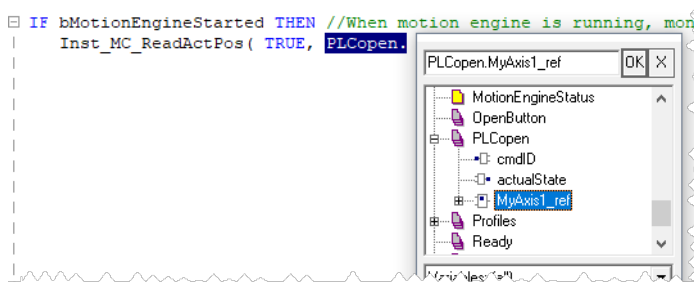 IF bMotionEngineStarted THEN //When motion engine is running, mon
Inst_MC_ReadActPos( TRUE, PLCopen.
PLCopen.MyAxis1_ref
OK
X
MotionEngineStatus
OpenButton
PLCopen
cmdID
actualState
MyAxis1_ref
Profiles
Ready